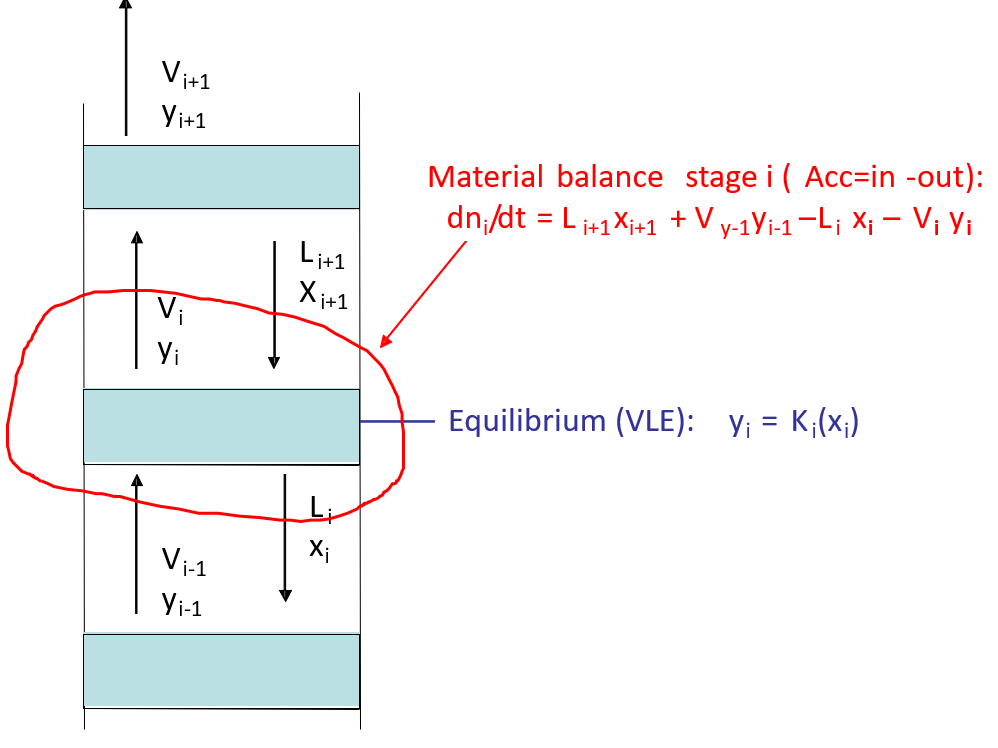 V i+1
y i+1
Material balance stage i ( Acc=in -out):
dn i/dt = L i+1 x i+1 + V y-1 y i-1 –L i x i – V i y i
L i+1
X i+1
V i
y i
Equilibrium (VLE): y i = K i(x i)
L i
x i
V i-1
y i-1